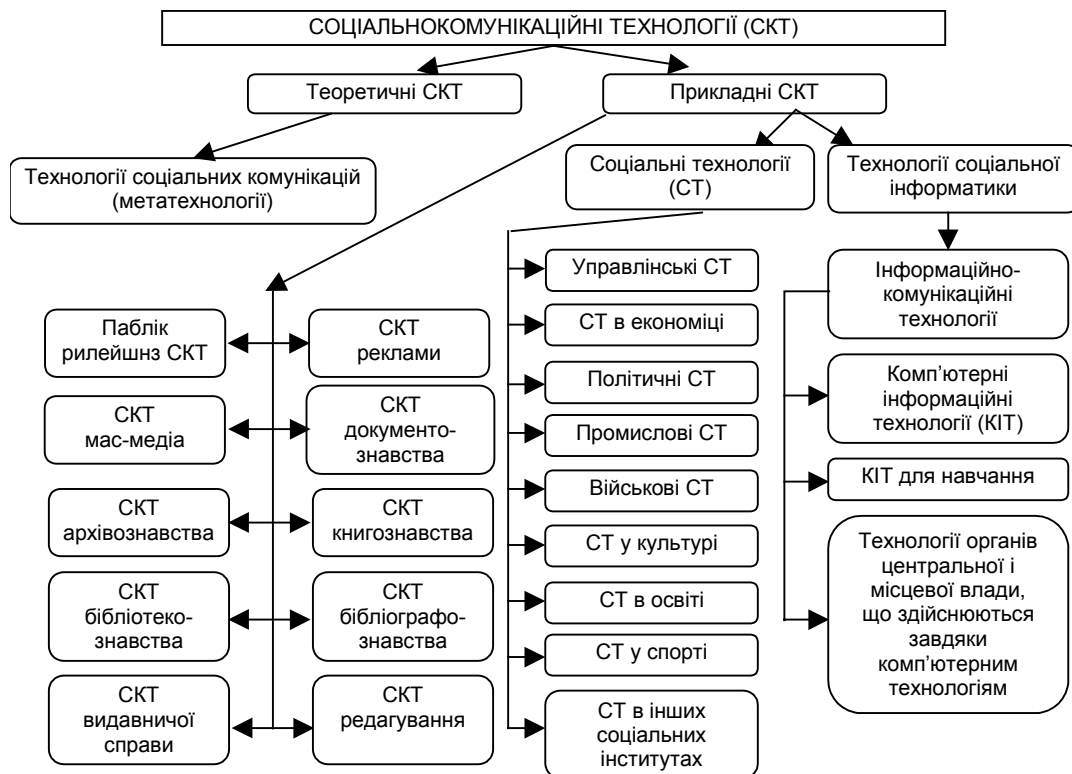 СОЦІАЛЬНОКОМУНІКАЦІЙНІ ТЕХНОЛОГІЇ (СКТ)
Теоретичні СКТ
Прикладні СКТ
Технології соціальних комунікацій
(метатехнології)
Соціальні технології
(СТ)
Технології соціальної
інформатики
Паблік
рилейшнз СКТ
СКТ
реклами
СКТ
мас-медіа
СКТ
документо-
знавства
СКТ
архівознавства
СКТ
книгознавства
СКТ
бібліотеко-
знавства
СКТ
бібліографо-
знавства
СКТ
видавничої
справи
СКТ
редагування
Управлінські СТ
СТ в економіці
Політичні СТ
Промислові СТ
Військові СТ
СТ у культурі
СТ в освіті
СТ у спорті
СТ в інших
соціальних
інститутах
Інформаційно-
комунікаційні
технології
Комп’ютерні
інформаційні
технології (КІТ)
КІТ для навчання
Технології органів
центральної і
місцевої влади,
що здійснюються
завдяки
комп’ютерним
технологіям